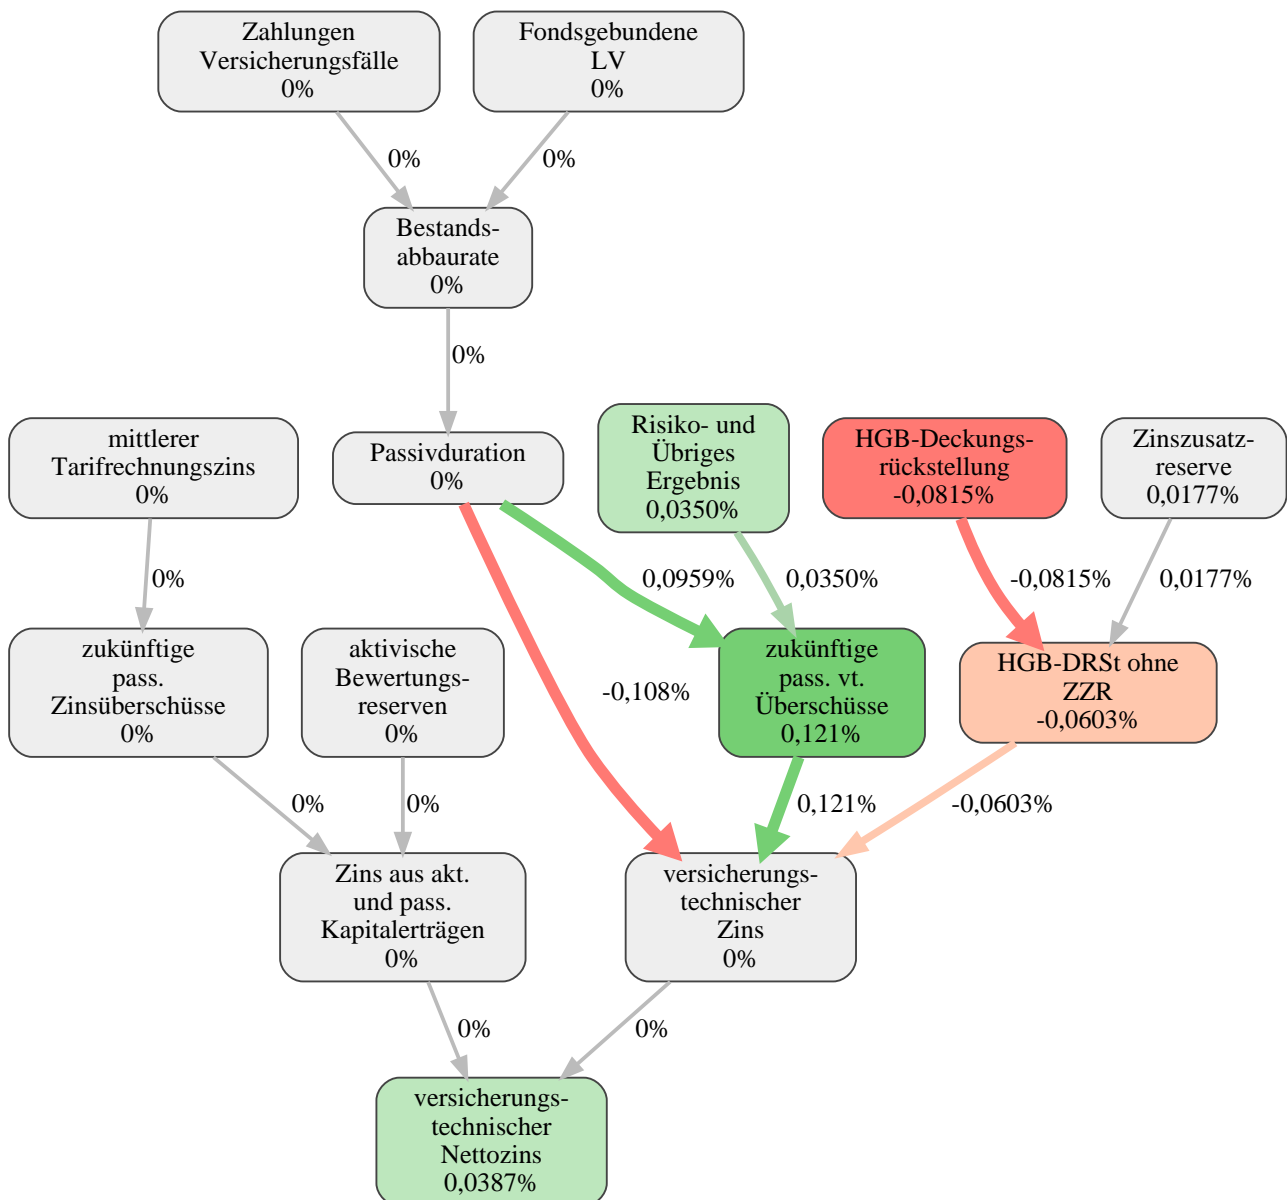 Zahlungen
Versicherungsfälle
0%
Fondsgebundene
LV
0%
0%
0%
Bestands-
abbaurate
0%
0%
mittlerer
Tarifrechnungszins
0%
Passivduration
0%
Risiko- und
Übriges
Ergebnis
0,0350%
HGB-Deckungs-
rückstellung
-0,0815%
Zinszusatz-
reserve
0,0177%
0%
0,0959%
0,0350%
-0,0815%
0,0177%
zukünftige
pass.
Zinsüberschüsse
0%
aktivische
Bewertungs-
reserven
0%
-0,108%
zukünftige
pass. vt.
Überschüsse
0,121%
HGB-DRSt ohne
ZZR
-0,0603%
0%
0%
0,121%
-0,0603%
Zins aus akt.
und pass.
Kapitalerträgen
0%
versicherungs-
technischer
Zins
0%
0%
0%
versicherungs-
technischer
Nettozins
0,0387%